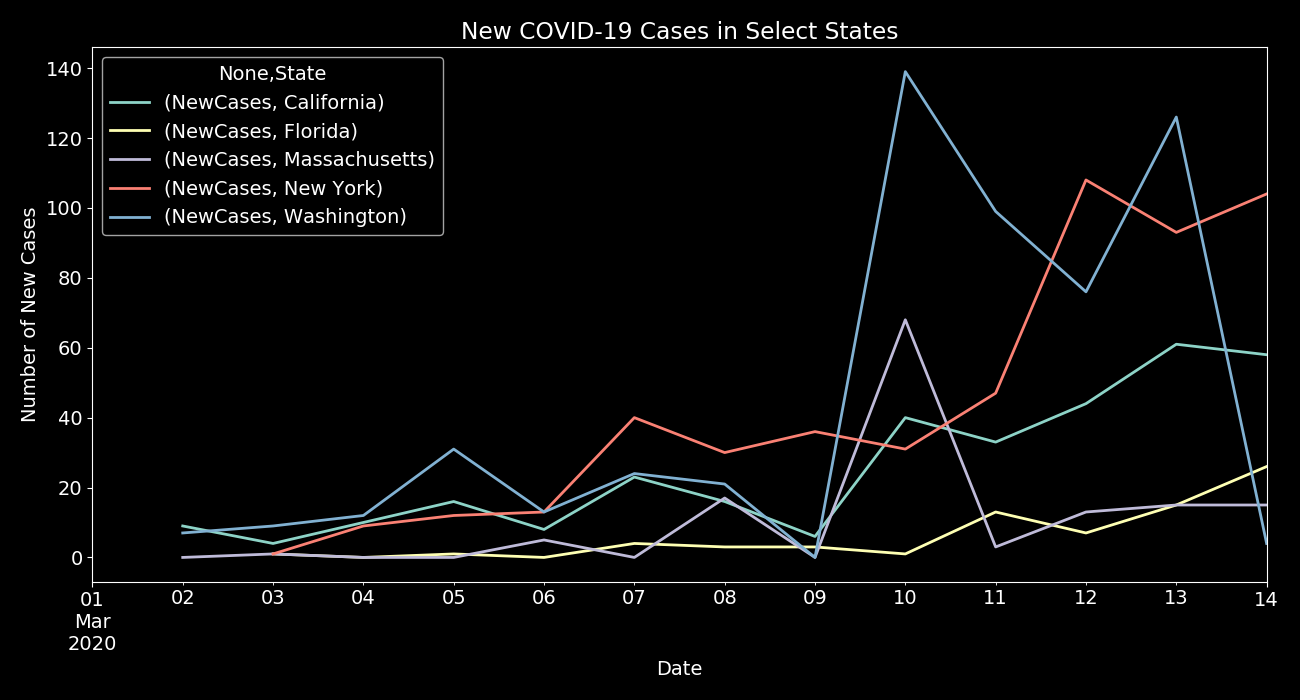 New COVID-19 Cases in Select States
None,State
(NewCases, California)
(NewCases, Florida)
(NewCases, Massachusetts)
(NewCases, New York)
(NewCases, Washington)
Number of New Cases
140
120
100
80
60
40
20
0
01 02 03 04 05 06 07 08 09 10 11 12 13 14
Mar
2020
Date